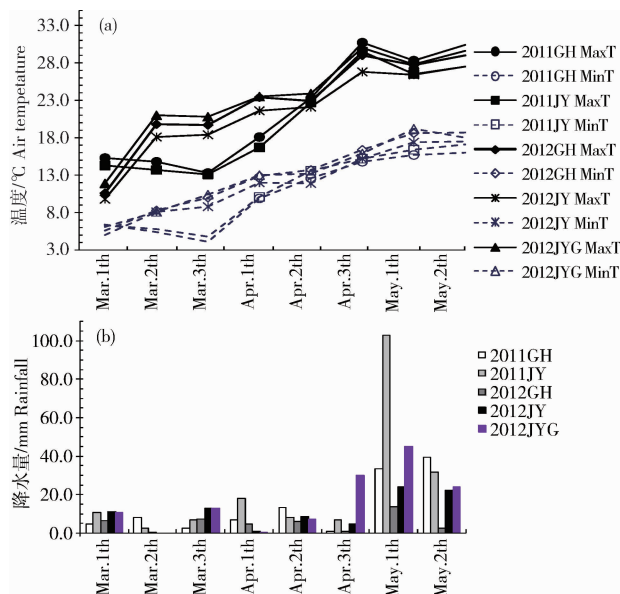 (a)
温度/℃ Air tempetature
33.0
28.0
23.0
18.0
13.0
8.0
3.0
Mar.1th
Mar.2th
Mar.3th
Apr.1th
Apr.2th
Apr.3th
May.1th
May.2th
2011GH MaxT
2011GH MinT
2011JY MaxT
2011JY MinT
2012GH MaxT
2012GH MinT
2012JY MaxT
2012JY MinT
2012JYG MaxT
2012JYG MinT
(b)
降水量/mm Rainfall
100.0
80.0
60.0
40.0
20.0
0.0
Mar.1th
Mar.2th
Mar.3th
Apr.1th
Apr.2th
Apr.3th
May.1th
May.2th
2011GH
2011JY
2012GH
2012JY
2012JYG